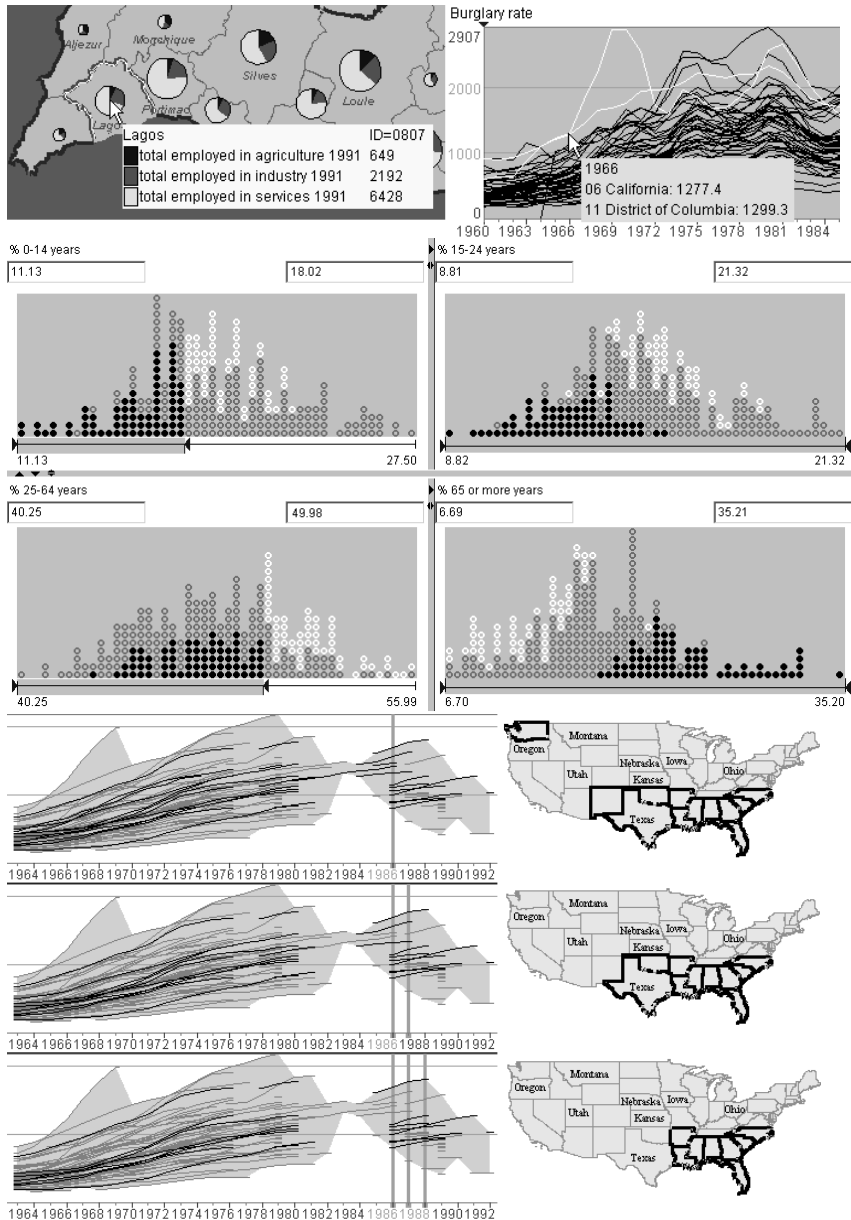 Aljezur
Monchique
Silves
Portimao
Loule
Lagos
Lagos ID=0807
total employed in agriculture 1991 649
total employed in industry 1991 2192
total employed in services 1991 6428
Burglary rate
2907
2000
1000
0
1960 1963 1966 1969 1972 1975 1978 1981 1984
1966
06 California: 1277.4
11 District of Columbia: 1299.3
% 0-14 years
11.13 18.02
11.13 27.50
% 15-24 years
8.81 21.32
8.82 21.32
% 25-64 years
40.25 49.98
40.25 55.99
% 65 or more years
6.69 35.21
6.70 35.20
1964 1966 1968 1970 1972 1974 1976 1978 1980 1982 1984 1986 1988 1990 1992
Oregon Montana
Utah Nebraska Iowa Ohio
Kansas
Texas
1964 1966 1968 1970 1972 1974 1976 1978 1980 1982 1984 1986 1988 1990 1992
Oregon Montana
Utah Nebraska Iowa Ohio
Kansas
Texas
1964 1966 1968 1970 1972 1974 1976 1978 1980 1982 1984 1986 1988 1990 1992
Oregon Montana
Utah Nebraska Iowa Ohio
Kansas
Texas